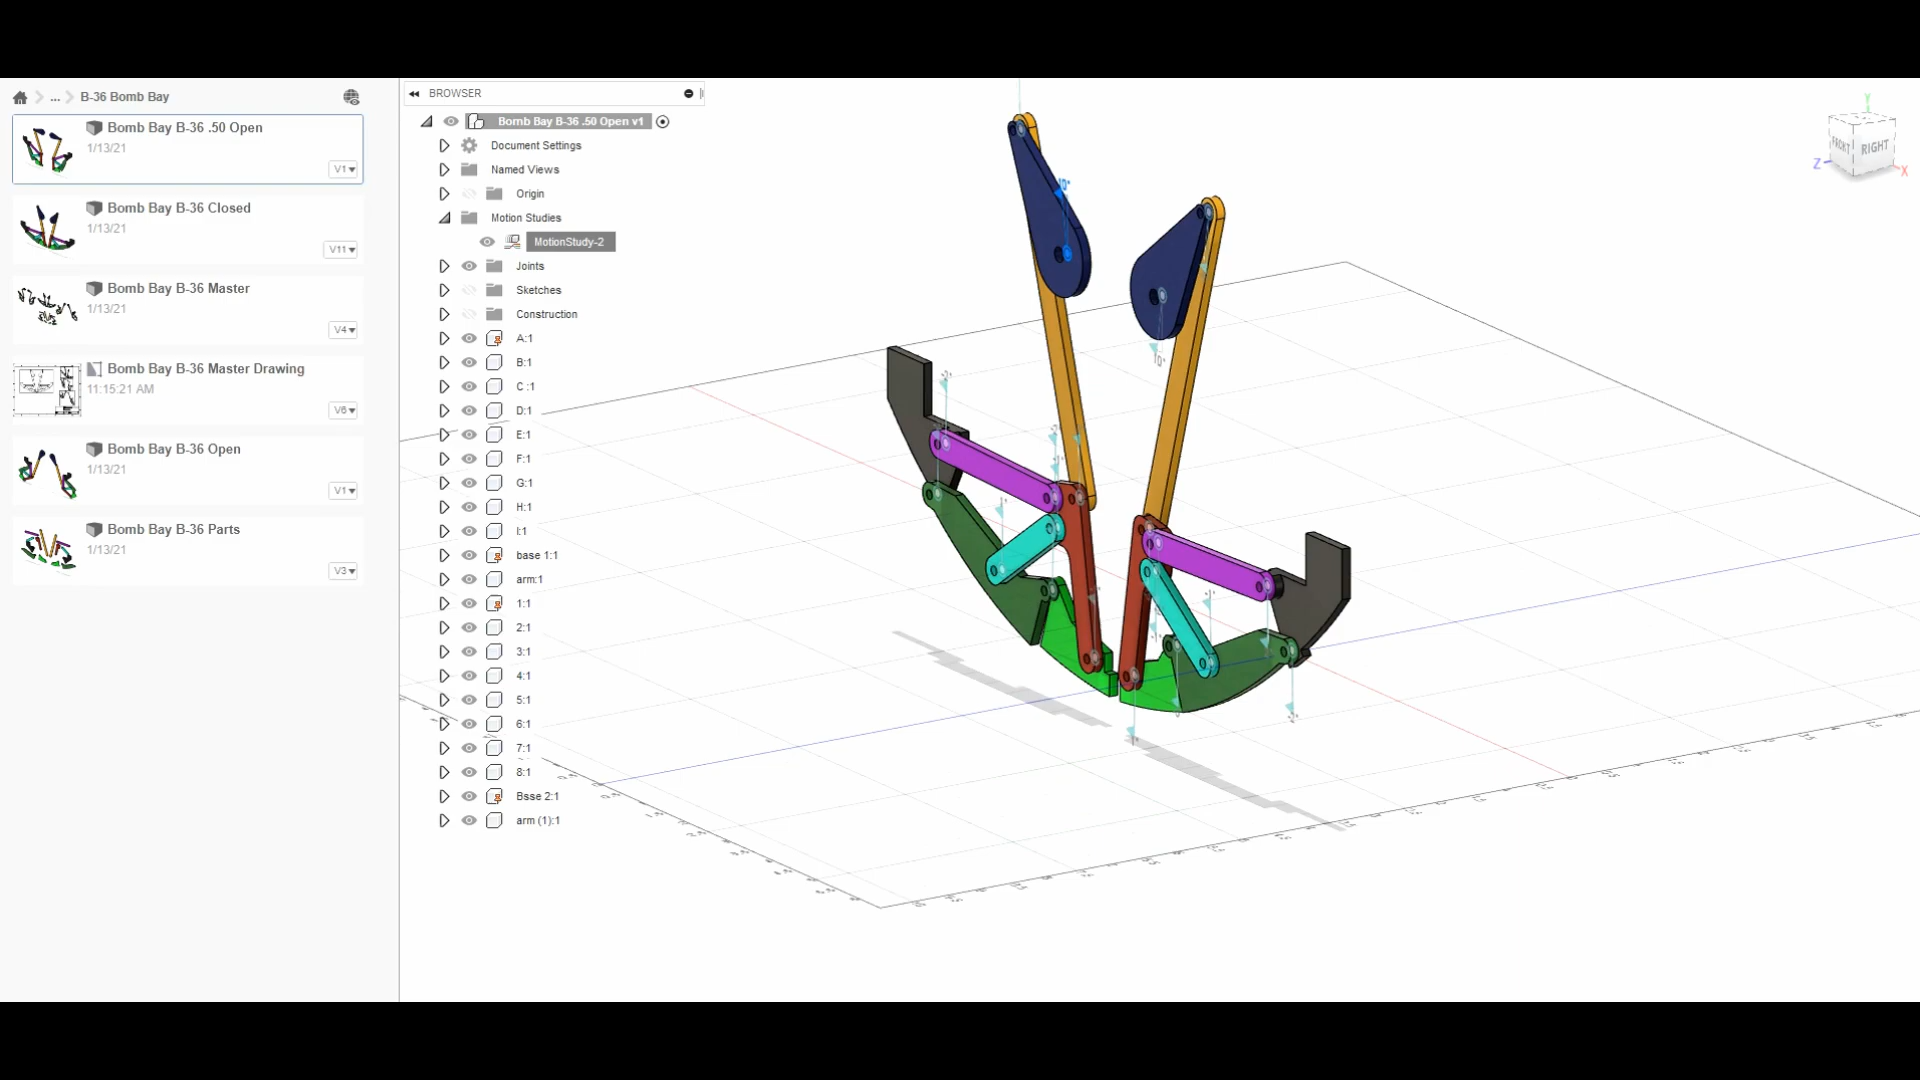 ... B-36 Bomb Bay
Bomb Bay B-36 .50 Open
1/13/21
V1
Bomb Bay B-36 Closed
1/13/21
V11
Bomb Bay B-36 Master
1/13/21
V4
Bomb Bay B-36 Master Drawing
11:15:21 AM
V6
Bomb Bay B-36 Open
1/13/21
V1
Bomb Bay B-36 Parts
1/13/21
V3
BROWSER
Bomb Bay B-36 .50 Open v1
Document Settings
Named Views
Origin
Motion Studies
MotionStudy-2
Joints
Sketches
Construction
A:1
B:1
C :1
D:1
E:1
F:1
G:1
H:1
I:1
base 1:1
arm:1
1:1
2:1
3:1
4:1
5:1
6:1
7:1
8:1
Bsse 2:1
arm (1):1
Y
FRONT
RIGHT
Z
X